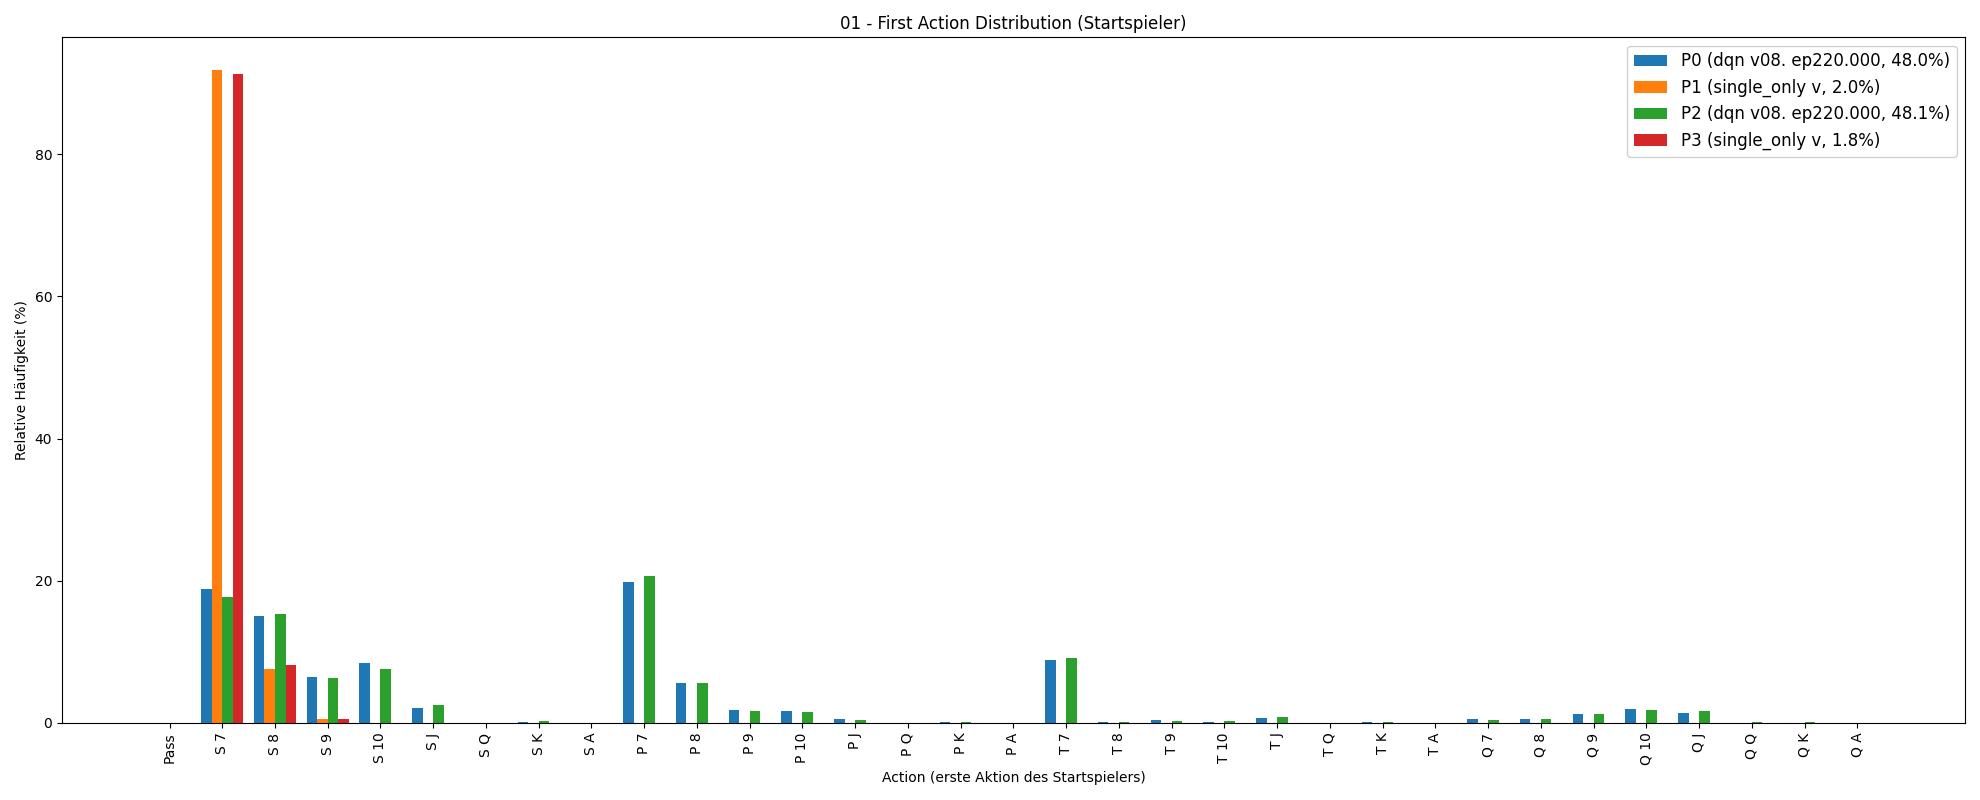 01 - First Action Distribution (Startspieler)
P0 (dqn v08. ep220.000, 48.0%)
P1 (single_only v, 2.0%)
P2 (dqn v08. ep220.000, 48.1%)
P3 (single_only v, 1.8%)
Relative Häufigkeit (%)
80
60
40
20
0
Pass
S 7
S 8
S 9
S 10
S J
S Q
S K
S A
P 7
P 8
P 9
P 10
P J
P Q
P K
P A
T 7
T 8
T 9
T 10
T J
T Q
T K
T A
Q 7
Q 8
Q 9
Q 10
Q J
Q Q
Q K
Q A
Action (erste Aktion des Startspielers)